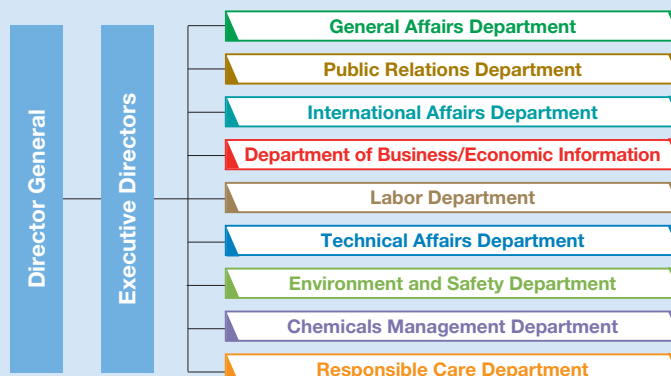 Director General
Executive Directors
General Affairs Department
Public Relations Department
International Affairs Department
Department of Business/Economic Information
Labor Department
Technical Affairs Department
Environment and Safety Department
Chemicals Management Department
Responsible Care Department